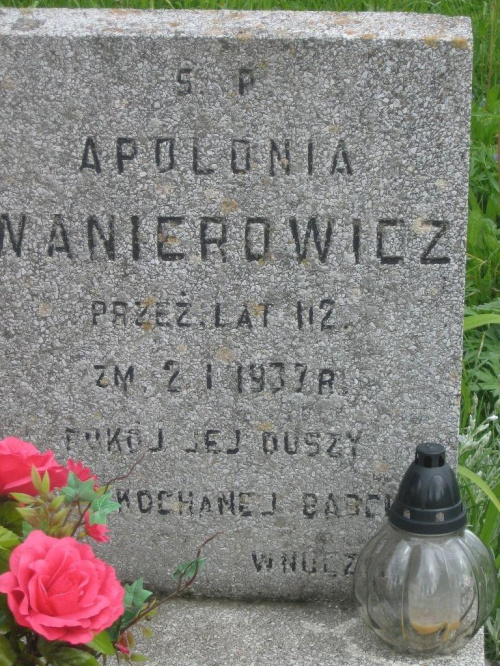 S P
APOLONIA
WANIEROWICZ
PRZEŻ. LAT 112.
ZM. 2 I 1937 R.
POKÓJ JEJ DUSZY
KOCHANEJ BABCI
WNUCZ